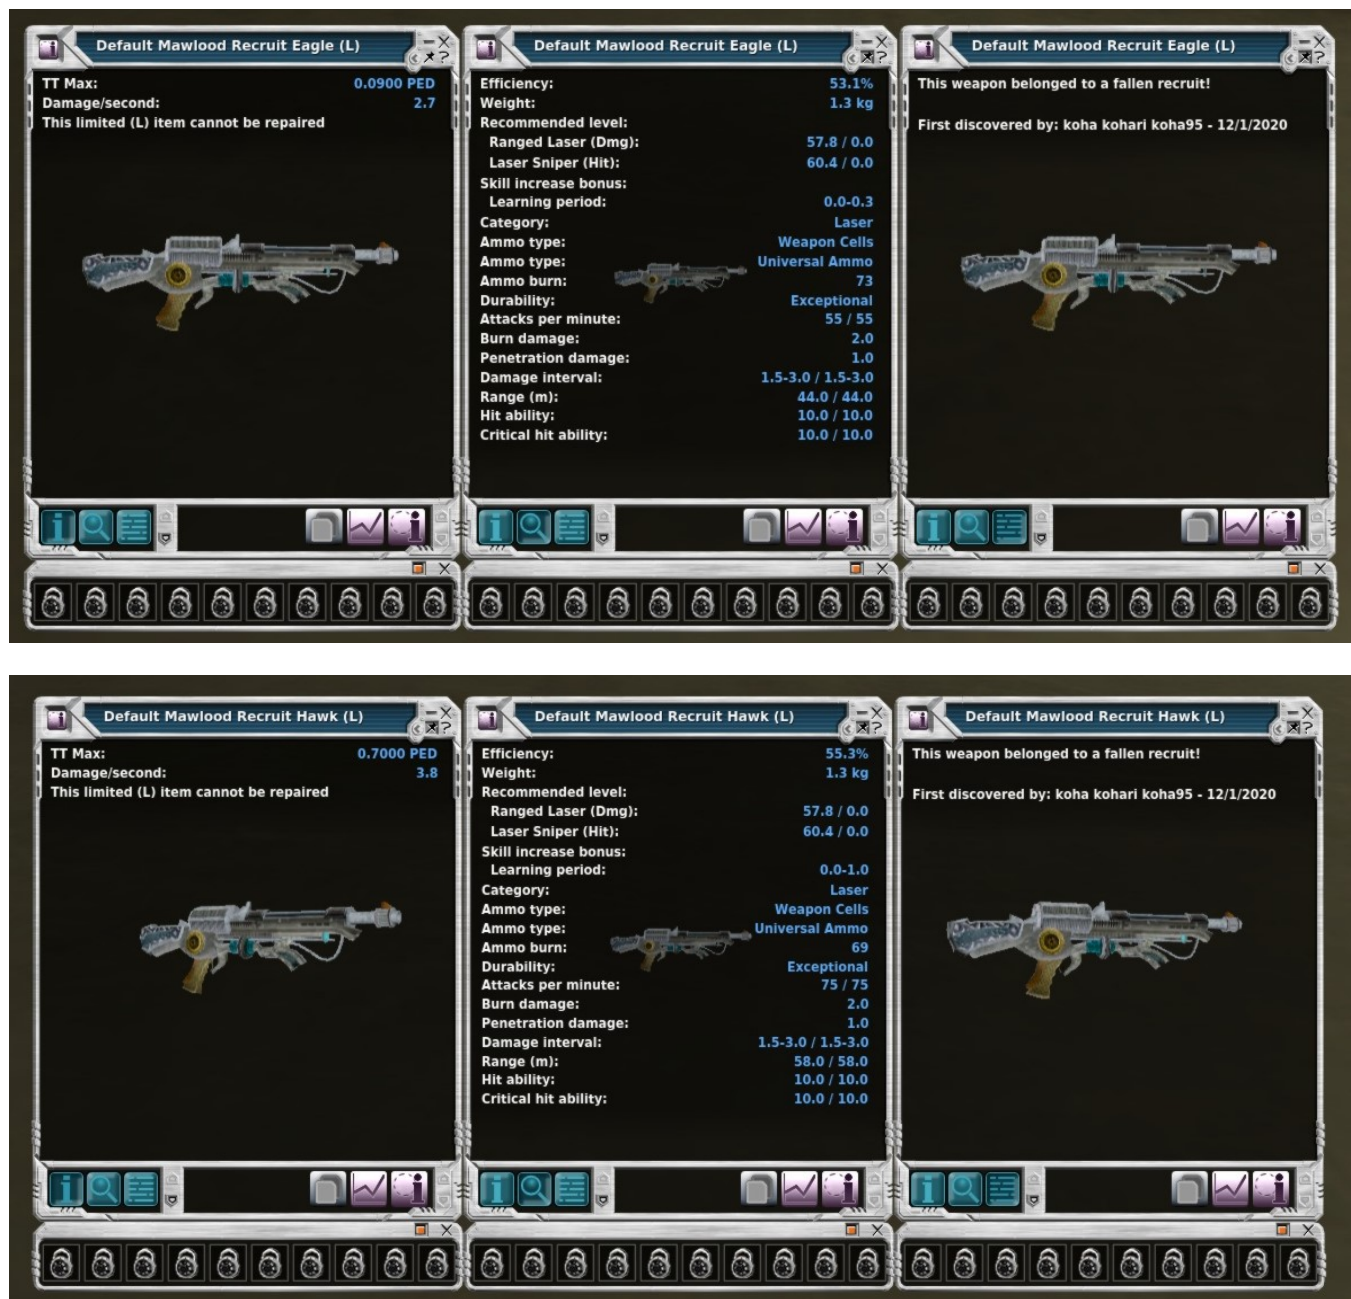 Default Mawlood Recruit Eagle (L)
TT Max: 0.0900 PED
Damage/second: 2.7
This limited (L) item cannot be repaired
Default Mawlood Recruit Eagle (L)
Efficiency: 53.1%
Weight: 1.3 kg
Recommended level:
Ranged Laser (Dmg): 57.8 / 0.0
Laser Sniper (Hit): 60.4 / 0.0
Skill increase bonus:
Learning period: 0.0-0.3
Category: Laser
Ammo type: Weapon Cells
Ammo type: Universal Ammo
Ammo burn: 73
Durability: Exceptional
Attacks per minute: 55 / 55
Burn damage: 2.0
Penetration damage: 1.0
Damage interval: 1.5-3.0 / 1.5-3.0
Range (m): 44.0 / 44.0
Hit ability: 10.0 / 10.0
Critical hit ability: 10.0 / 10.0
Default Mawlood Recruit Eagle (L)
This weapon belonged to a fallen recruit!
First discovered by: koha kohari koha95 - 12/1/2020
Default Mawlood Recruit Hawk (L)
TT Max: 0.7000 PED
Damage/second: 3.8
This limited (L) item cannot be repaired
Default Mawlood Recruit Hawk (L)
Efficiency: 55.3%
Weight: 1.3 kg
Recommended level:
Ranged Laser (Dmg): 57.8 / 0.0
Laser Sniper (Hit): 60.4 / 0.0
Skill increase bonus:
Learning period: 0.0-1.0
Category: Laser
Ammo type: Weapon Cells
Ammo type: Universal Ammo
Ammo burn: 69
Durability: Exceptional
Attacks per minute: 75 / 75
Burn damage: 2.0
Penetration damage: 1.0
Damage interval: 1.5-3.0 / 1.5-3.0
Range (m): 58.0 / 58.0
Hit ability: 10.0 / 10.0
Critical hit ability: 10.0 / 10.0
Default Mawlood Recruit Hawk (L)
This weapon belonged to a fallen recruit!
First discovered by: koha kohari koha95 - 12/1/2020